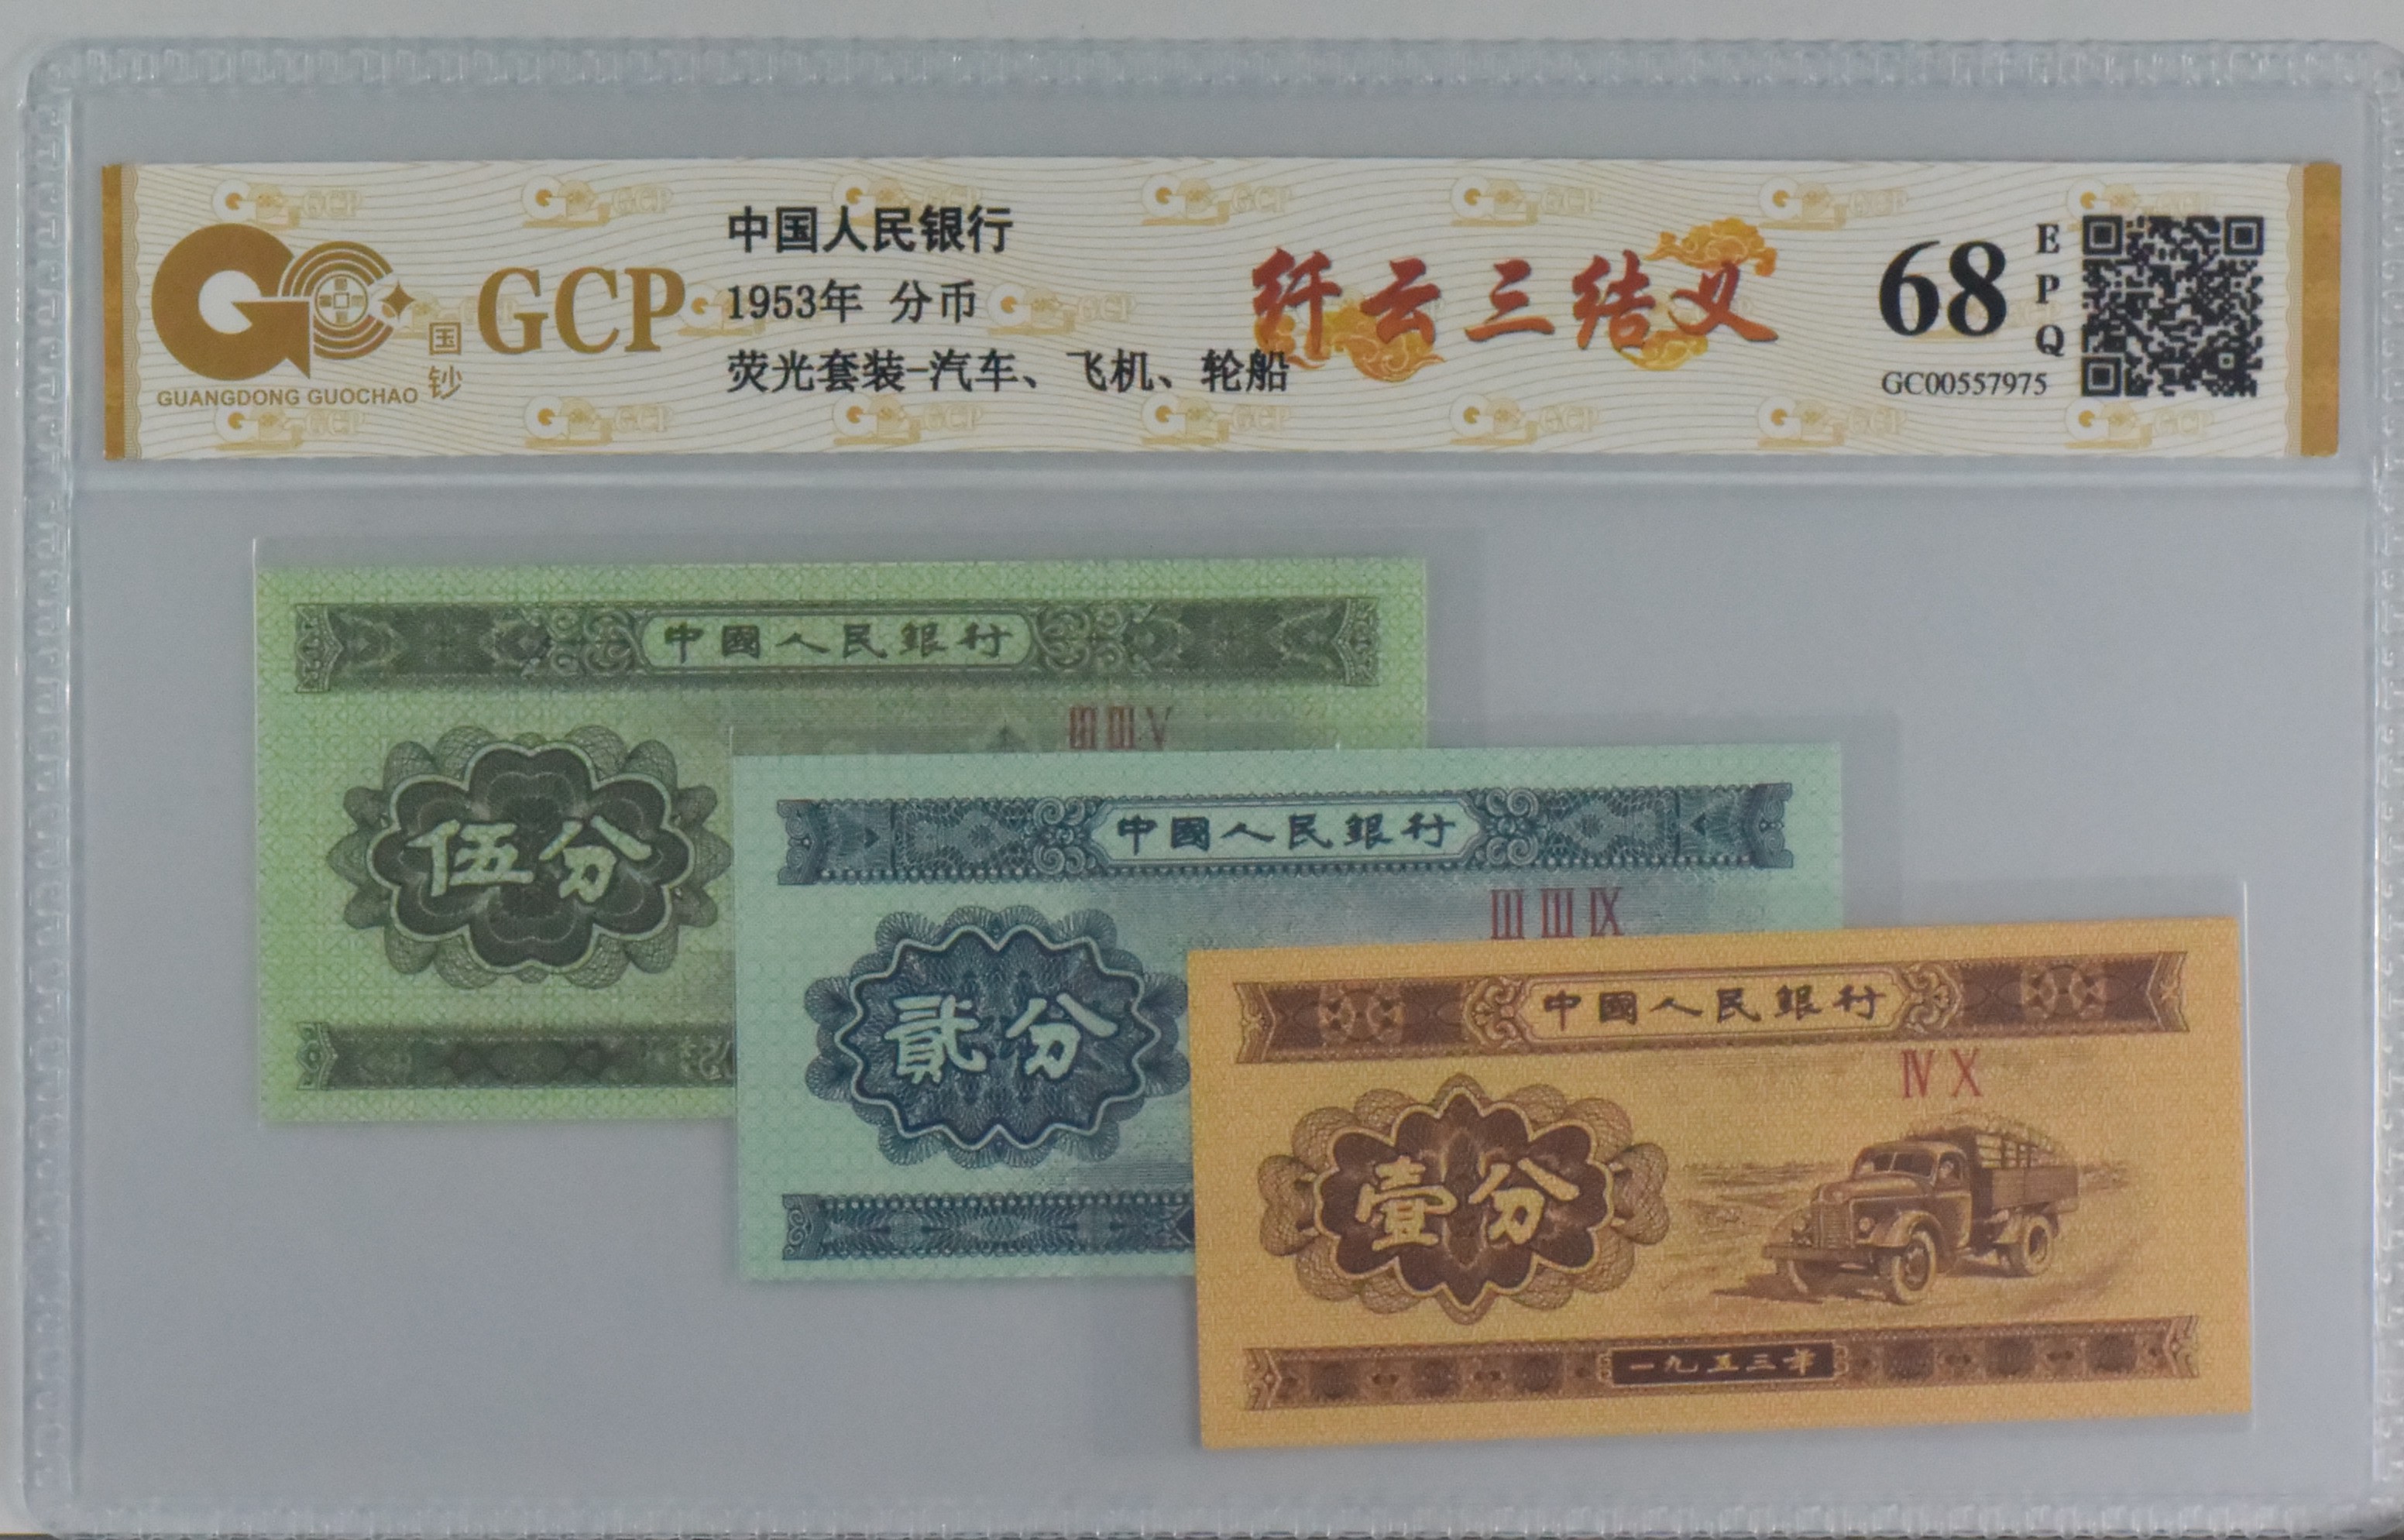 中国人民银行
1953年 分币
荧光套装-汽车、飞机、轮船
GCP
国钞
GUANGDONG GUOCHAO
纤云三结义
68
EPQ
GC00557975
中國人民銀行
III III V
伍分
中國人民銀行
III III IX
貳分
中國人民銀行
IV X
壹分
一九五三年